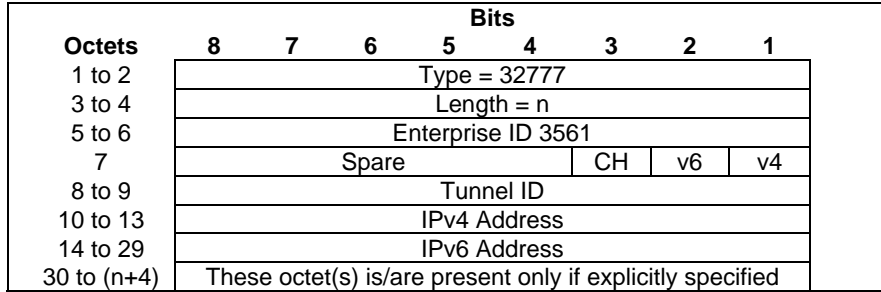 Bits
Octets 8 7 6 5 4 3 2 1
1 to 2 Type = 32777
3 to 4 Length = n
5 to 6 Enterprise ID 3561
7 Spare CH v6 v4
8 to 9 Tunnel ID
10 to 13 IPv4 Address
14 to 29 IPv6 Address
30 to (n+4) These octet(s) is/are present only if explicitly specified